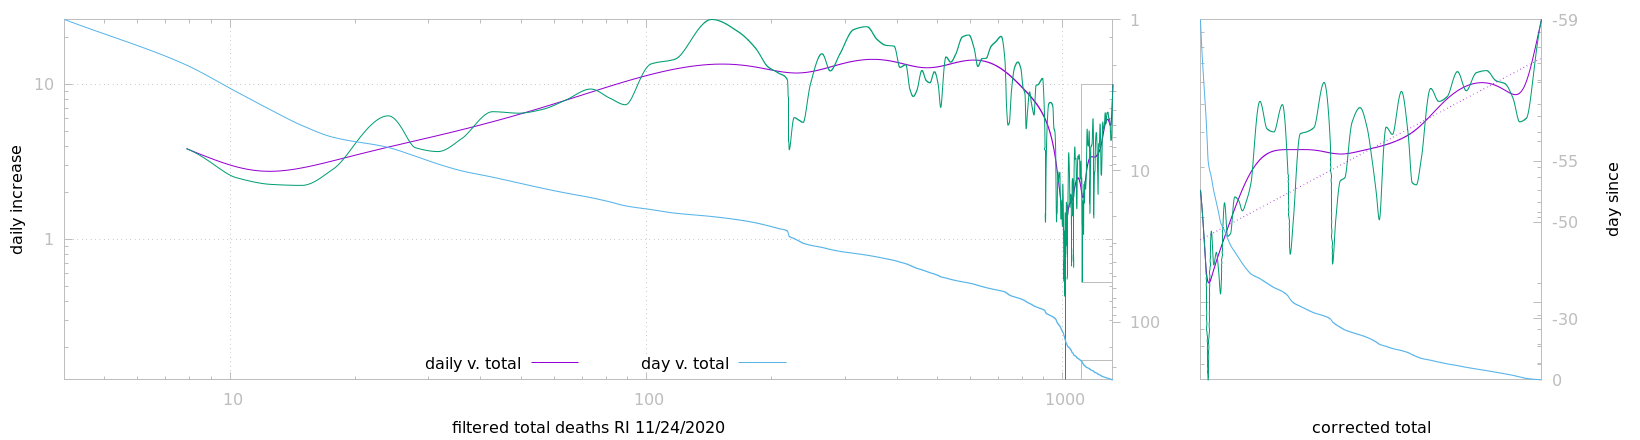 daily increase
10
1
daily v. total
day v. total
10
100
1000
1
10
100
filtered total deaths RI 11/24/2020
-59
-55
-50
-30
0
day since
corrected total